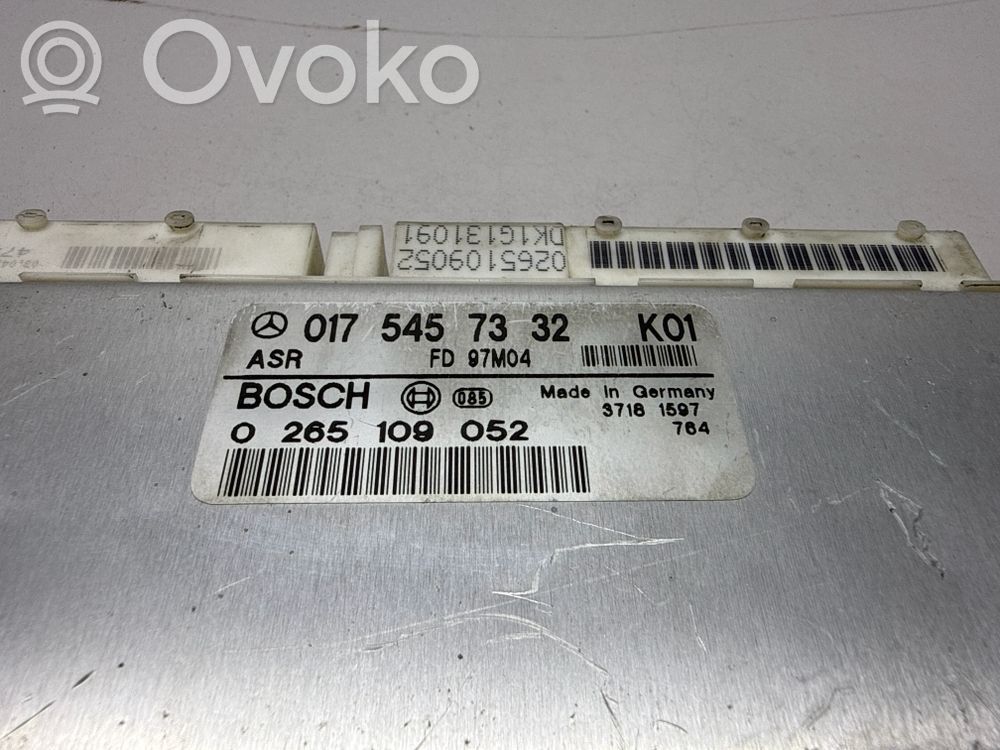 Ovoko
DK1G131091
0265109052
017 545 73 32 K01
ASR FD 97M04
BOSCH 085 Made in Germany
3718 1597
0 265 109 052 764